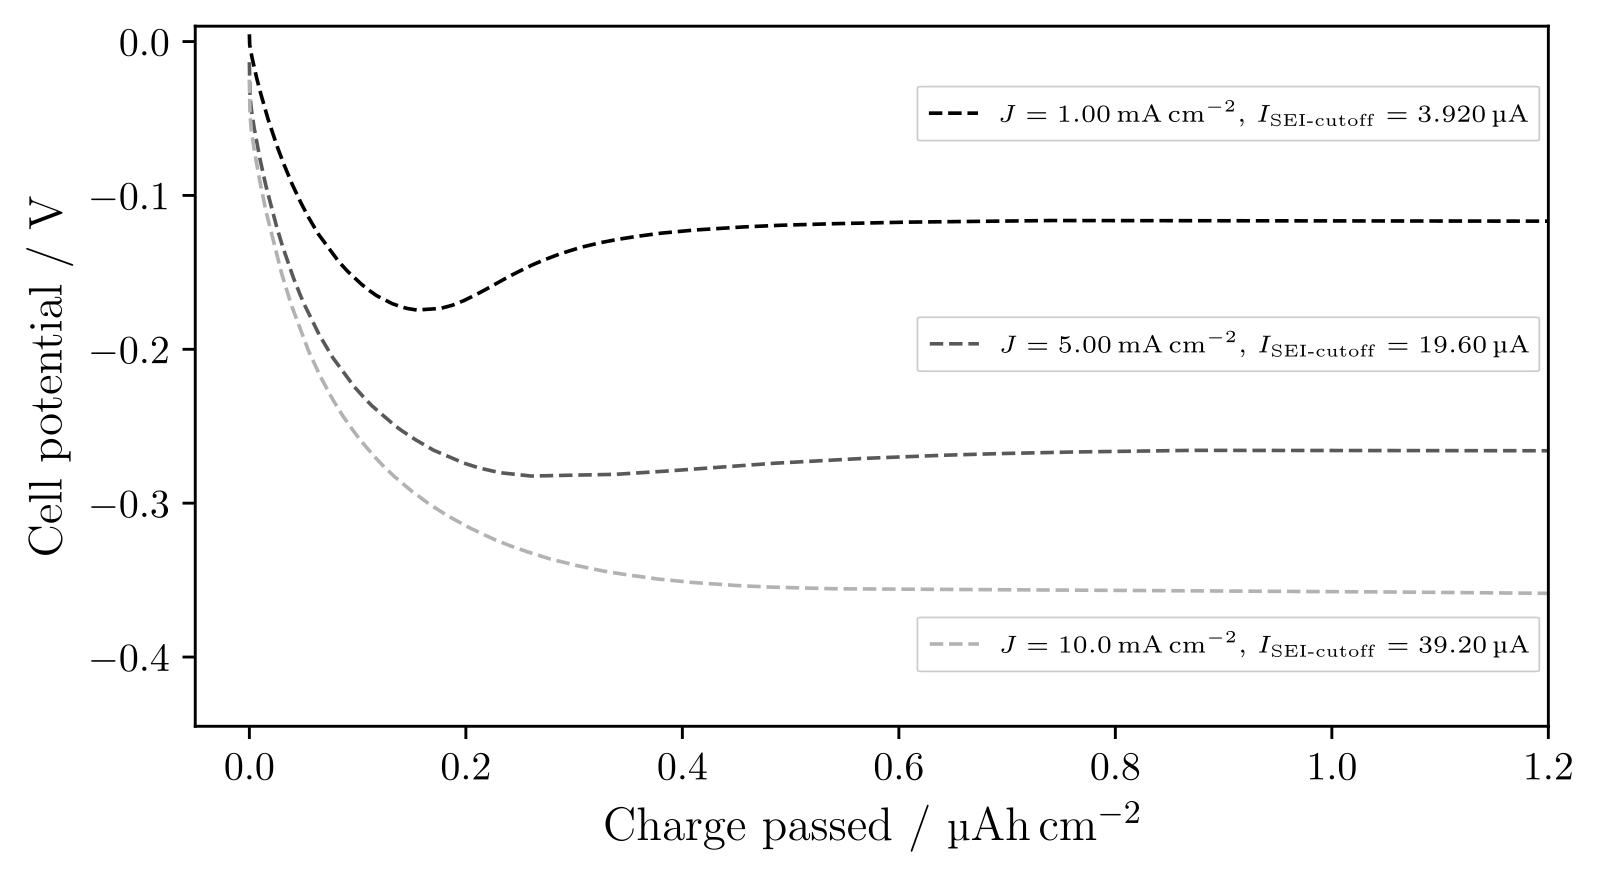 0.0
−0.1
−0.2
−0.3
−0.4
Cell potential / V
J = 1.00 mA cm⁻², I_SEI-cutoff = 3.920 µA
J = 5.00 mA cm⁻², I_SEI-cutoff = 19.60 µA
J = 10.0 mA cm⁻², I_SEI-cutoff = 39.20 µA
0.0 0.2 0.4 0.6 0.8 1.0 1.2
Charge passed / µAh cm⁻²